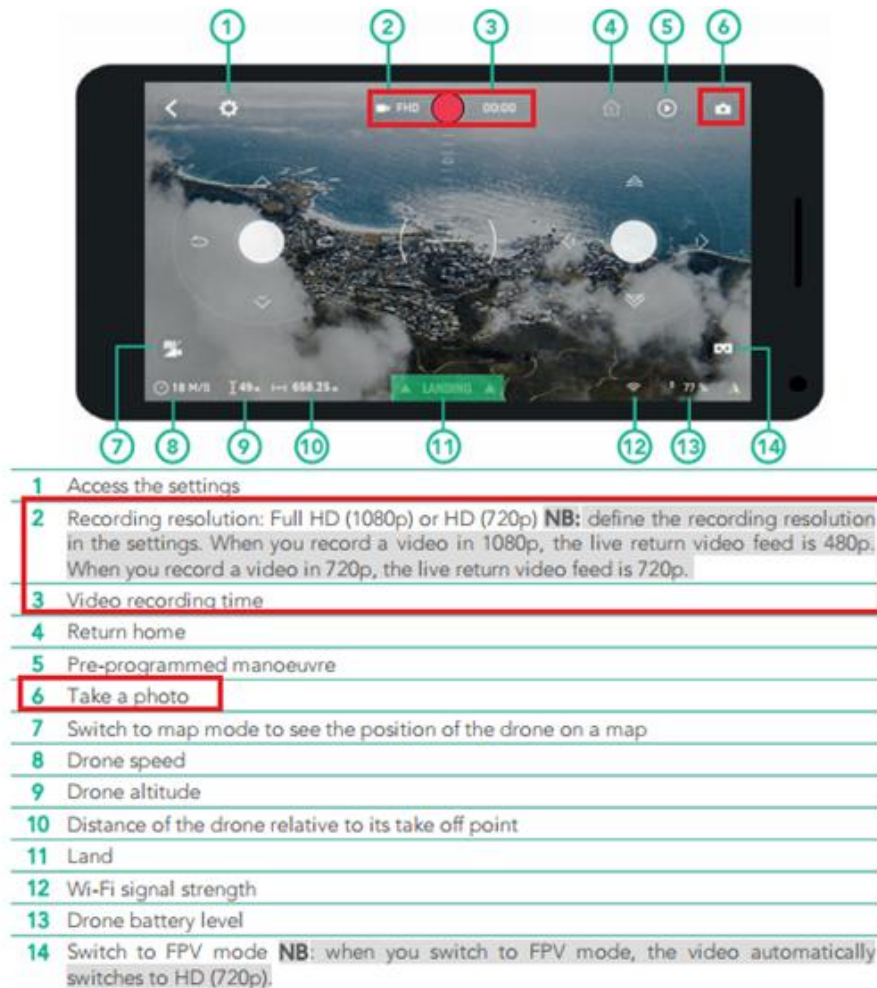 1 2 3 4 5 6
FHD 00:00
18 M/S 49m 658.25m LANDING 77 %
7 8 9 10 11 12 13 14
1 Access the settings
2 Recording resolution: Full HD (1080p) or HD (720p) NB: define the recording resolution
in the settings. When you record a video in 1080p, the live return video feed is 480p.
When you record a video in 720p, the live return video feed is 720p.
3 Video recording time
4 Return home
5 Pre-programmed manoeuvre
6 Take a photo
7 Switch to map mode to see the position of the drone on a map
8 Drone speed
9 Drone altitude
10 Distance of the drone relative to its take off point
11 Land
12 Wi-Fi signal strength
13 Drone battery level
14 Switch to FPV mode NB: when you switch to FPV mode, the video automatically
switches to HD (720p).